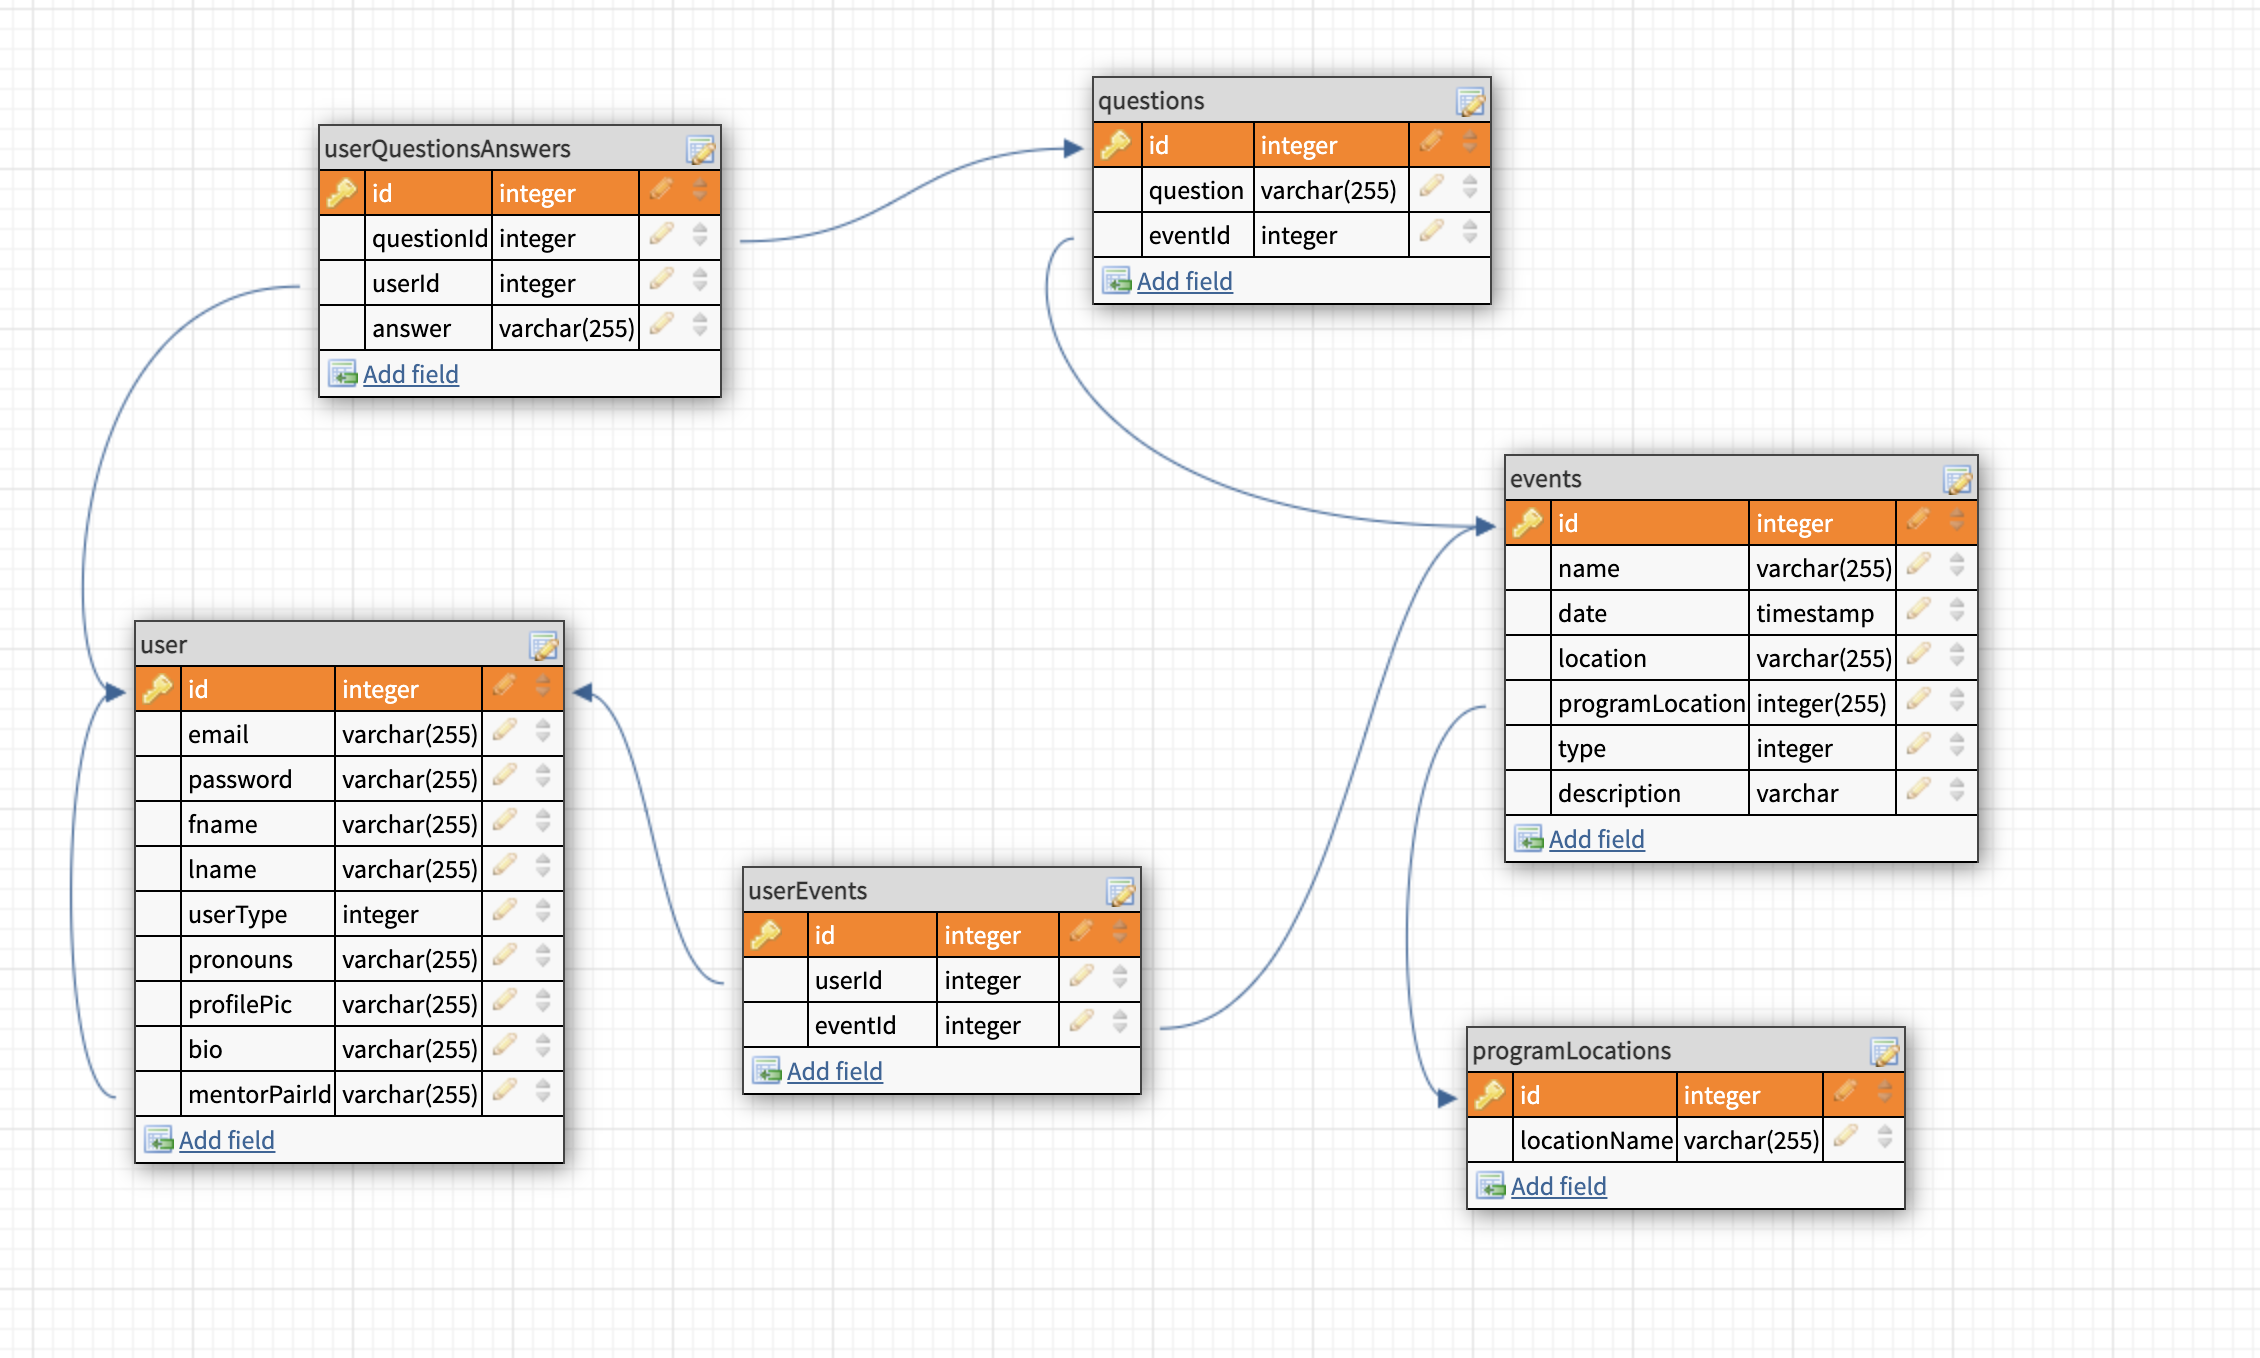 questions
id integer
question varchar(255)
eventId integer
Add field
userQuestionsAnswers
id integer
questionId integer
userId integer
answer varchar(255)
Add field
events
id integer
name varchar(255)
date timestamp
location varchar(255)
programLocation integer(255)
type integer
description varchar
Add field
user
id integer
email varchar(255)
password varchar(255)
fname varchar(255)
lname varchar(255)
userType integer
pronouns varchar(255)
profilePic varchar(255)
bio varchar(255)
mentorPairId varchar(255)
Add field
userEvents
id integer
userId integer
eventId integer
Add field
programLocations
id integer
locationName varchar(255)
Add field